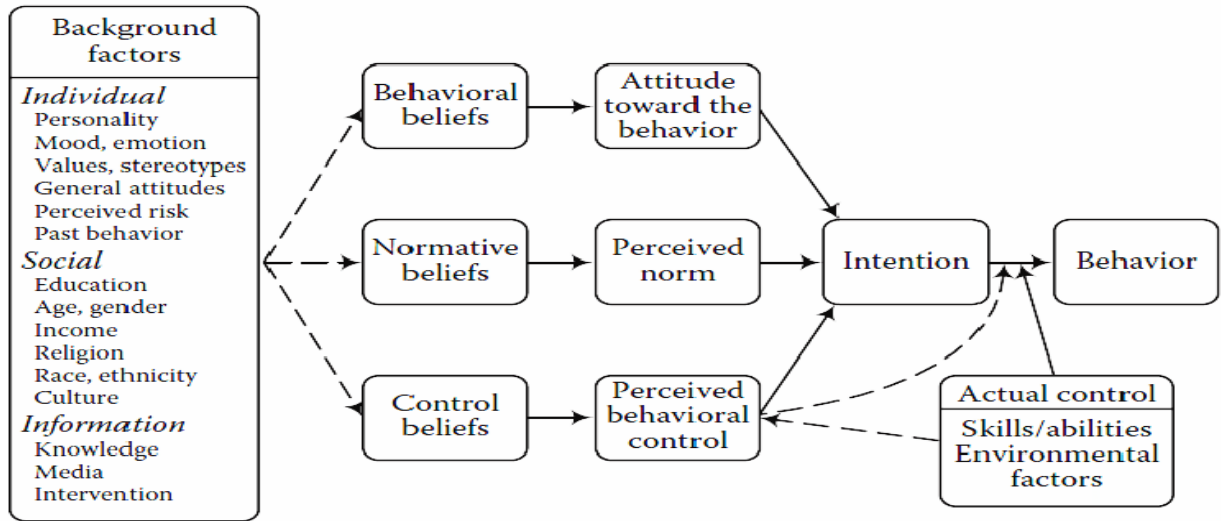 Background
factors
Individual
Personality
Mood, emotion
Values, stereotypes
General attitudes
Perceived risk
Past behavior
Social
Education
Age, gender
Income
Religion
Race, ethnicity
Culture
Information
Knowledge
Media
Intervention
Behavioral
beliefs
Attitude
toward the
behavior
Normative
beliefs
Perceived
norm
Intention
Behavior
Control
beliefs
Perceived
behavioral
control
Actual control
Skills/abilities
Environmental
factors